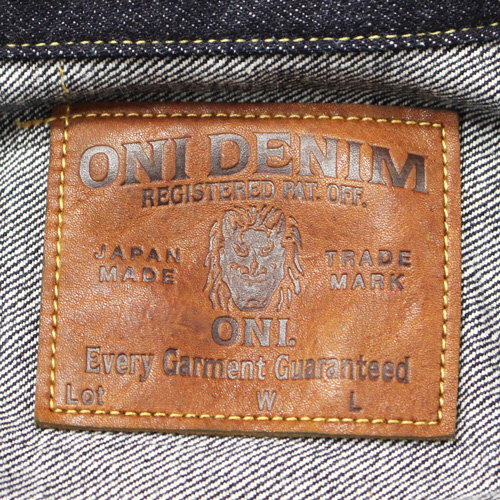 ONI DENIM
REGISTERED PAT. OFF.
JAPAN MADE
TRADE MARK
ONI.
Every Garment Guaranteed
Lot W L